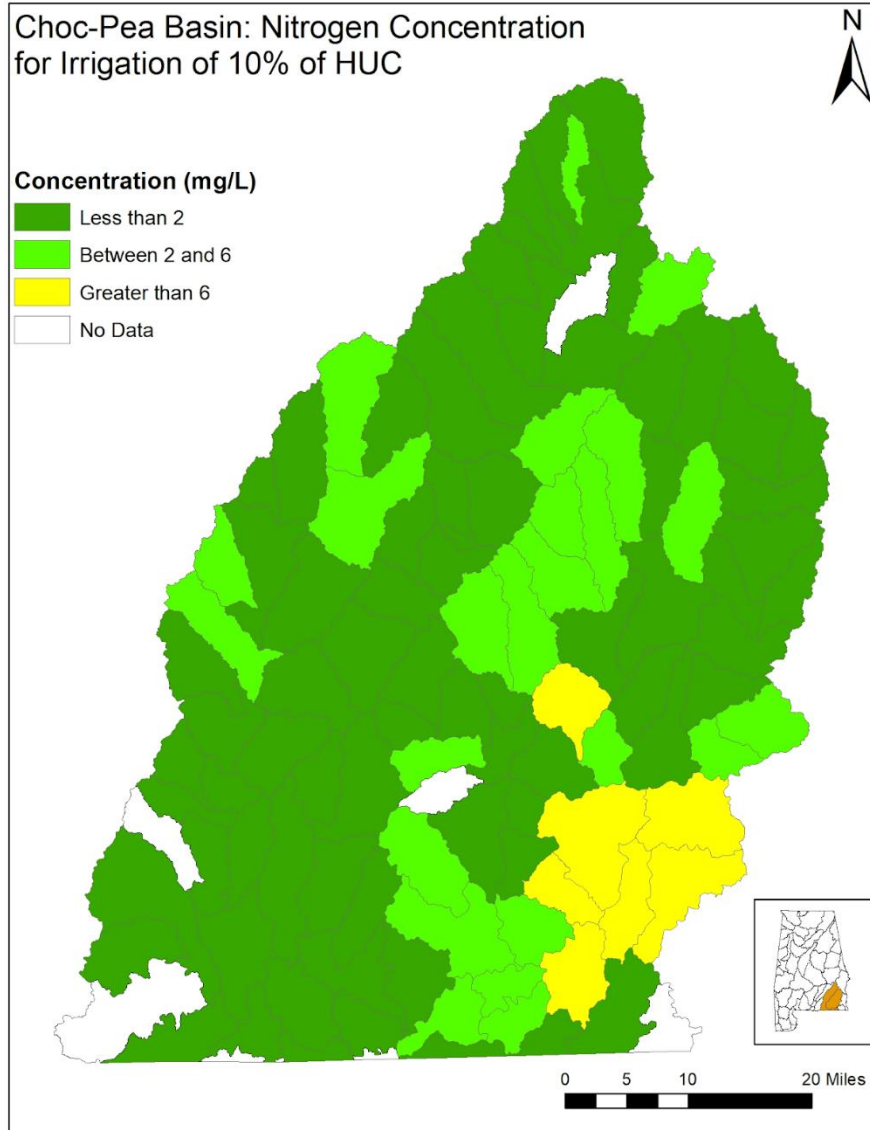 Choc-Pea Basin: Nitrogen Concentration
for Irrigation of 10% of HUC
N
Concentration (mg/L)
Less than 2
Between 2 and 6
Greater than 6
No Data
0 5 10 20 Miles